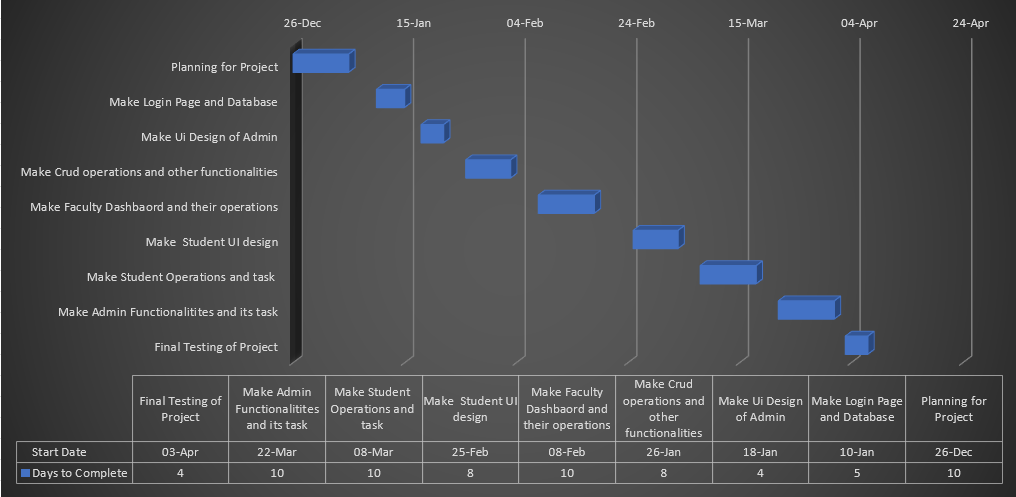 26-Dec 15-Jan 04-Feb 24-Feb 15-Mar 04-Apr 24-Apr
Planning for Project
Make Login Page and Database
Make Ui Design of Admin
Make Crud operations and other functionalities
Make Faculty Dashbaord and their operations
Make  Student UI design
Make Student Operations and task
Make Admin Functionalitites and its task
Final Testing of Project
Final Testing of
Project
Make Admin
Functionalitites
and its task
Make Student
Operations and
task
Make  Student UI
design
Make Faculty
Dashbaord and
their operations
Make Crud
operations and
other
functionalities
Make Ui Design
of Admin
Make Login Page
and Database
Planning for
Project
Start Date 03-Apr 22-Mar 08-Mar 25-Feb 08-Feb 26-Jan 18-Jan 10-Jan 26-Dec
Days to Complete 4 10 10 8 10 8 4 5 10